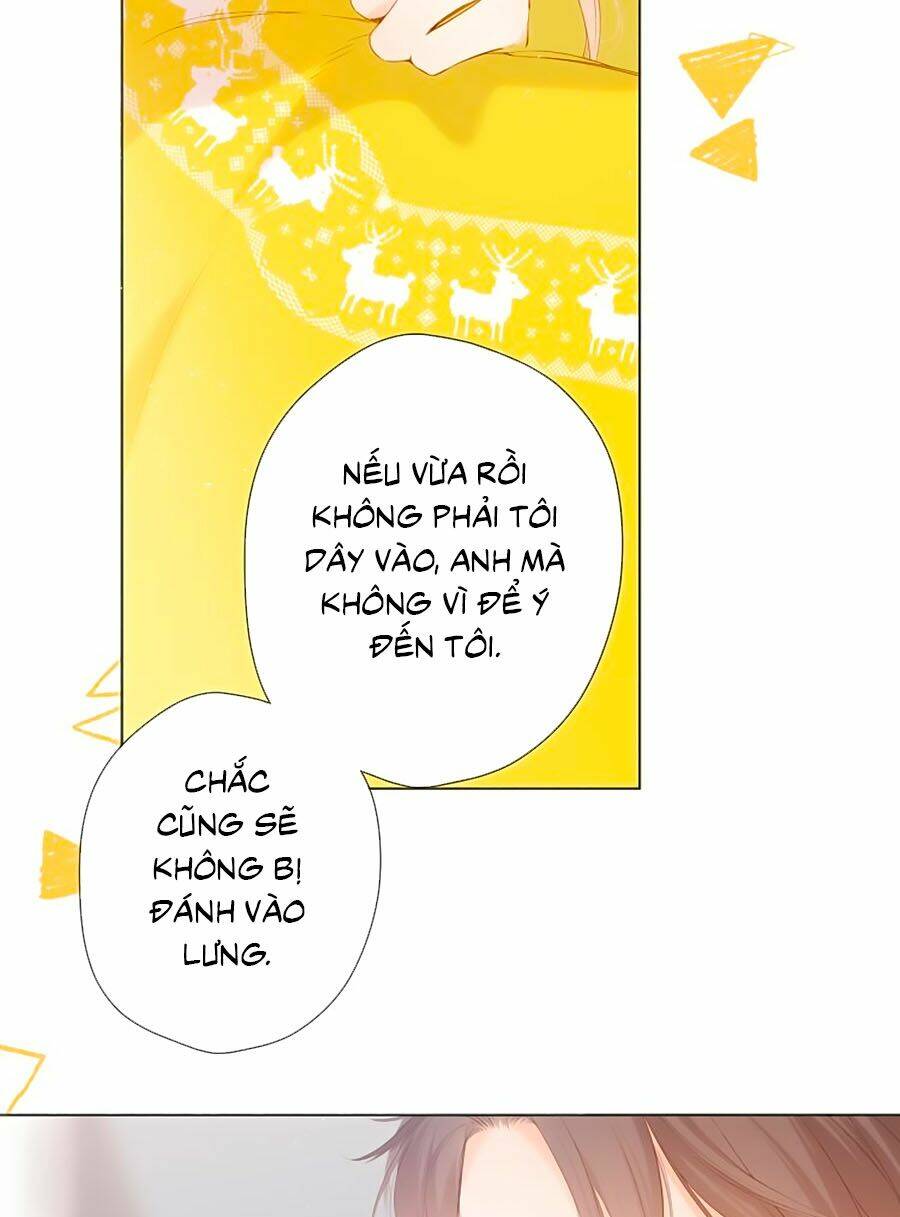 NẾU VỪA RỒI
KHÔNG PHẢI TÔI
DÂY VÀO, ANH MÀ
KHÔNG VÌ ĐỂ Ý
ĐẾN TÔI.
CHẮC
CŨNG SẼ
KHÔNG BỊ
ĐÁNH VÀO
LƯNG.